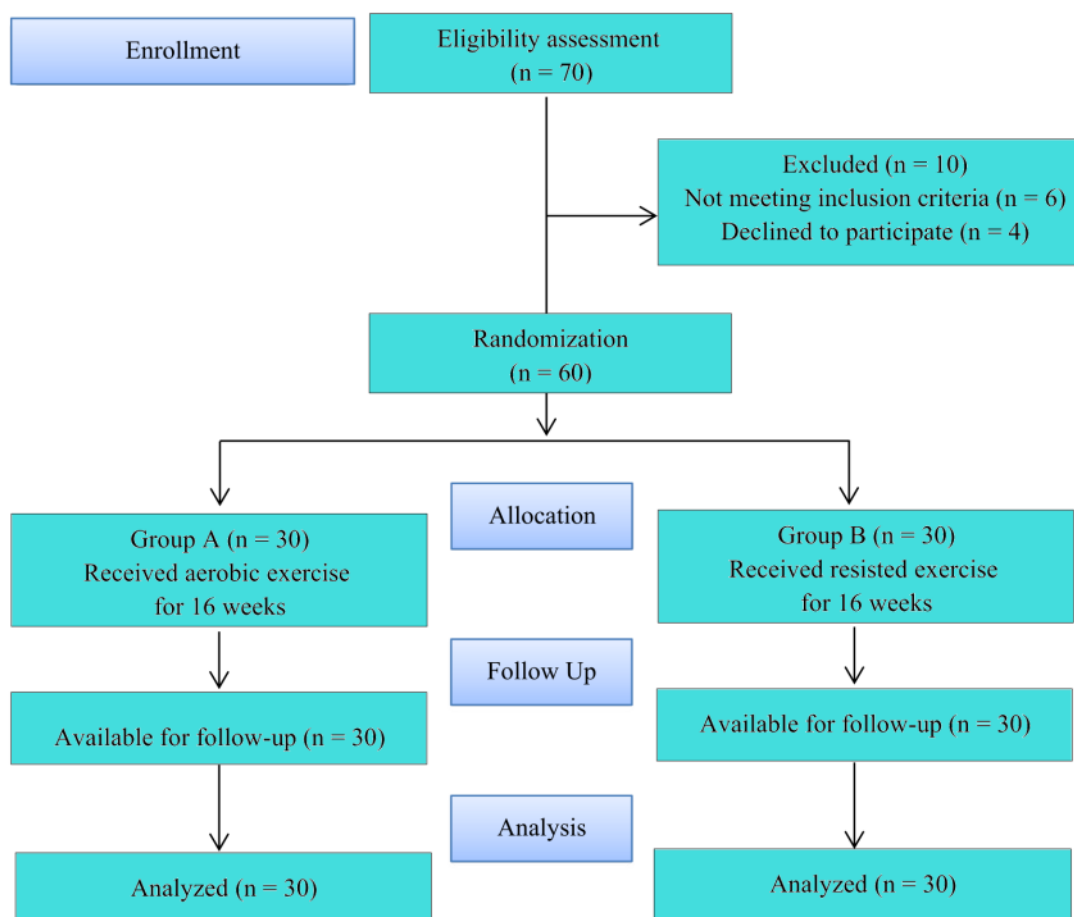 Enrollment
Eligibility assessment
(n = 70)
Excluded (n = 10)
Not meeting inclusion criteria (n = 6)
Declined to participate (n = 4)
Randomization
(n = 60)
Allocation
Group A (n = 30)
Received aerobic exercise
for 16 weeks
Group B (n = 30)
Received resisted exercise
for 16 weeks
Follow Up
Available for follow-up (n = 30)
Available for follow-up (n = 30)
Analysis
Analyzed (n = 30)
Analyzed (n = 30)